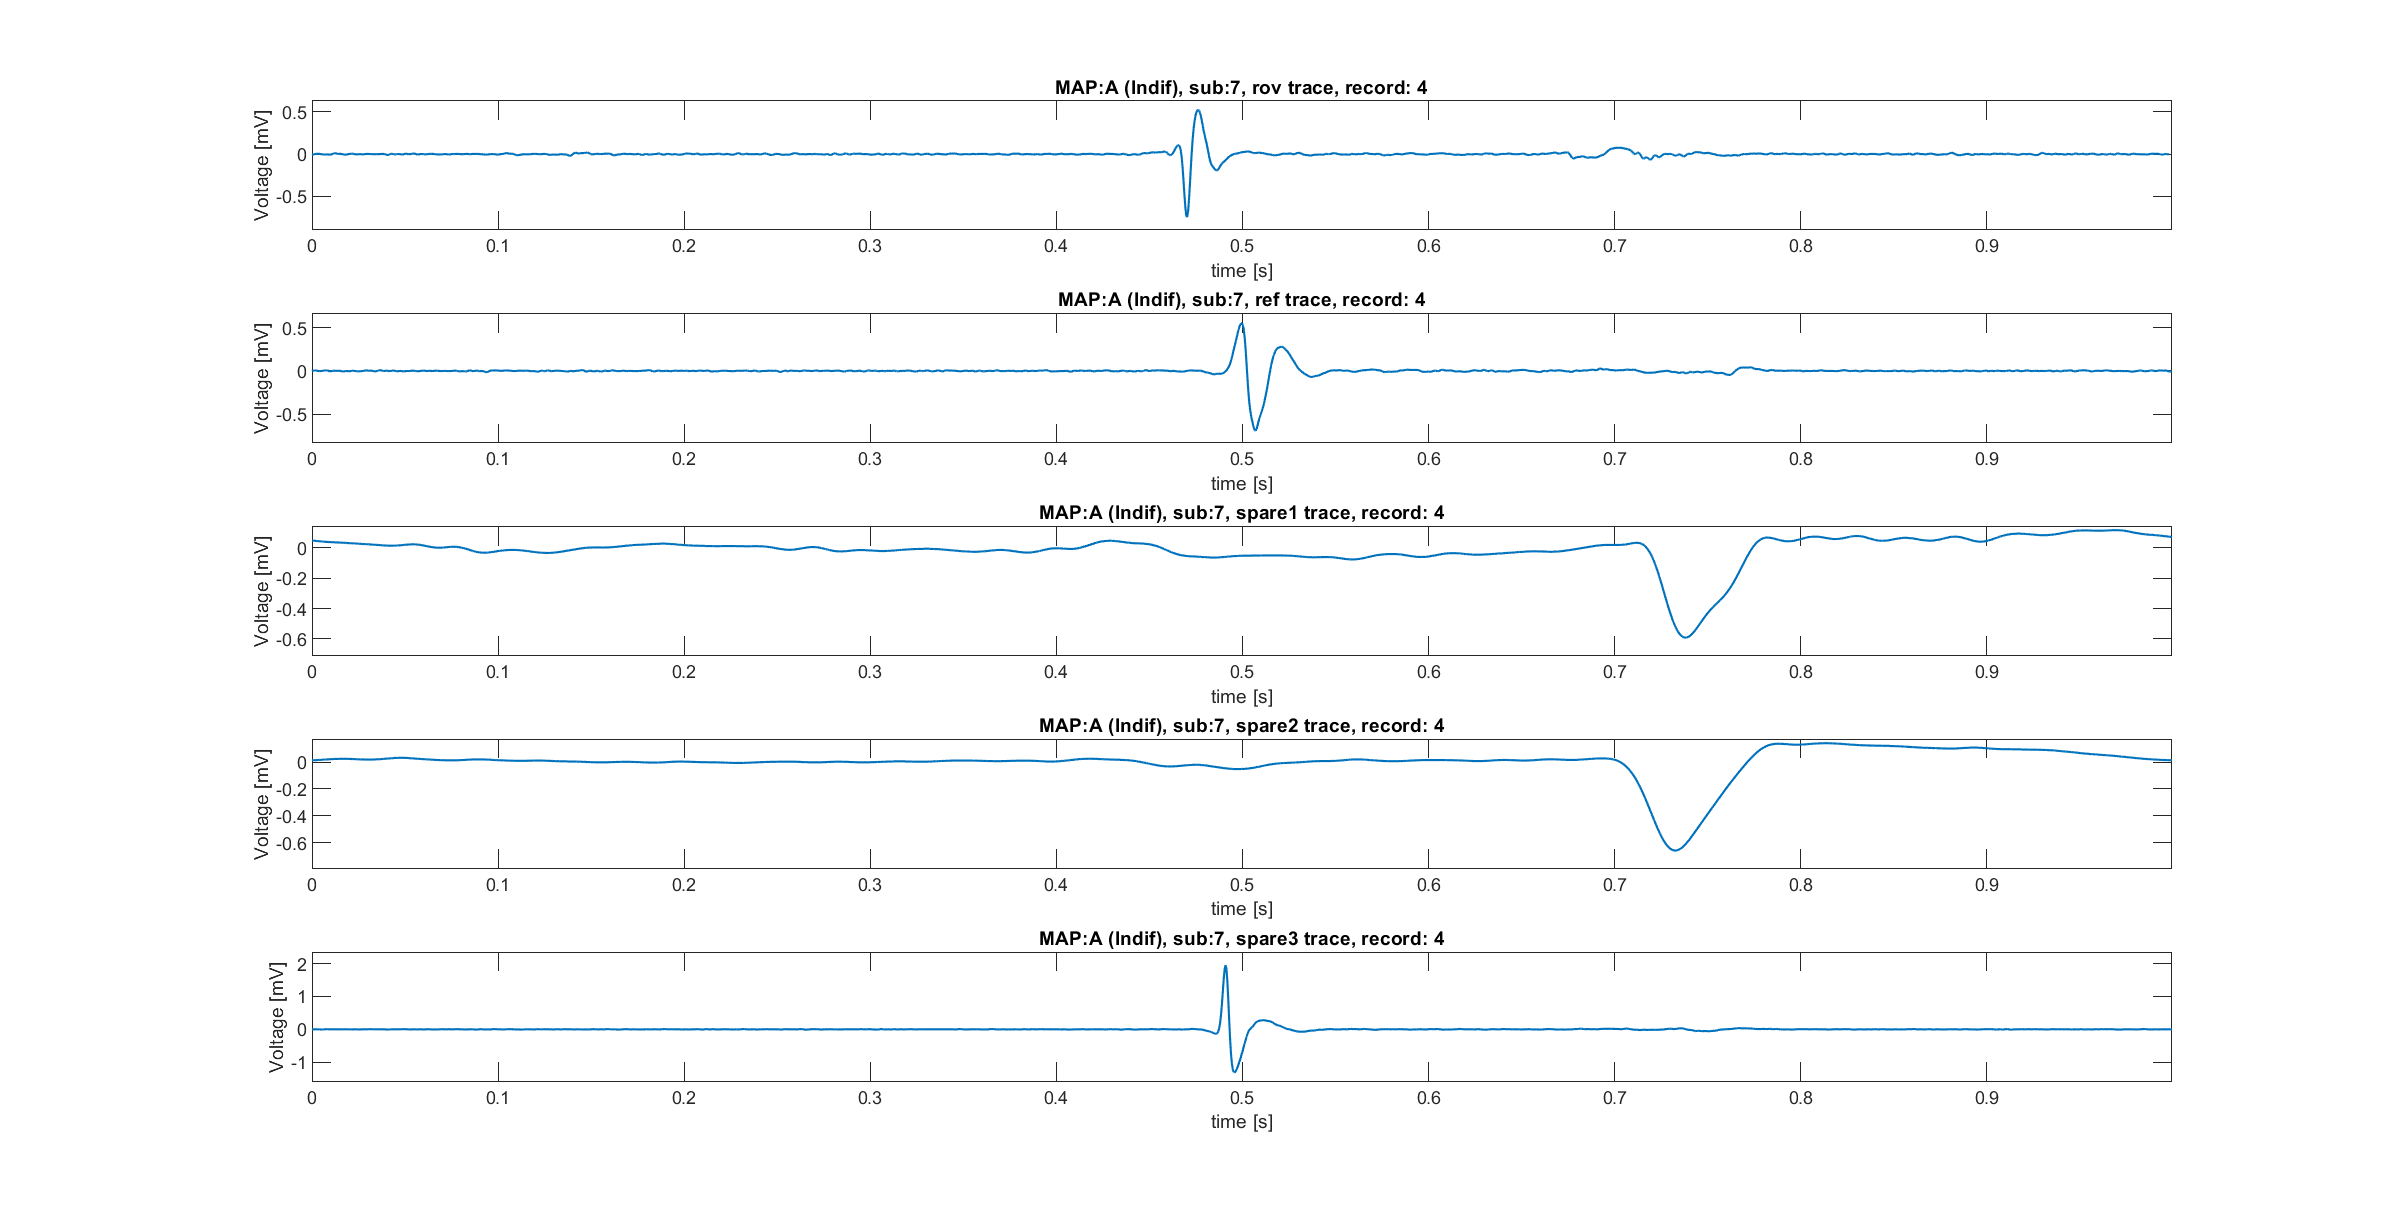 MAP:A (Indif), sub:7, rov trace, record: 4
Voltage [mV]
0.5
0
-0.5
0 0.1 0.2 0.3 0.4 0.5 0.6 0.7 0.8 0.9
time [s]
MAP:A (Indif), sub:7, ref trace, record: 4
Voltage [mV]
0.5
0
-0.5
0 0.1 0.2 0.3 0.4 0.5 0.6 0.7 0.8 0.9
time [s]
MAP:A (Indif), sub:7, spare1 trace, record: 4
Voltage [mV]
0
-0.2
-0.4
-0.6
0 0.1 0.2 0.3 0.4 0.5 0.6 0.7 0.8 0.9
time [s]
MAP:A (Indif), sub:7, spare2 trace, record: 4
Voltage [mV]
0
-0.2
-0.4
-0.6
0 0.1 0.2 0.3 0.4 0.5 0.6 0.7 0.8 0.9
time [s]
MAP:A (Indif), sub:7, spare3 trace, record: 4
Voltage [mV]
2
1
0
-1
0 0.1 0.2 0.3 0.4 0.5 0.6 0.7 0.8 0.9
time [s]